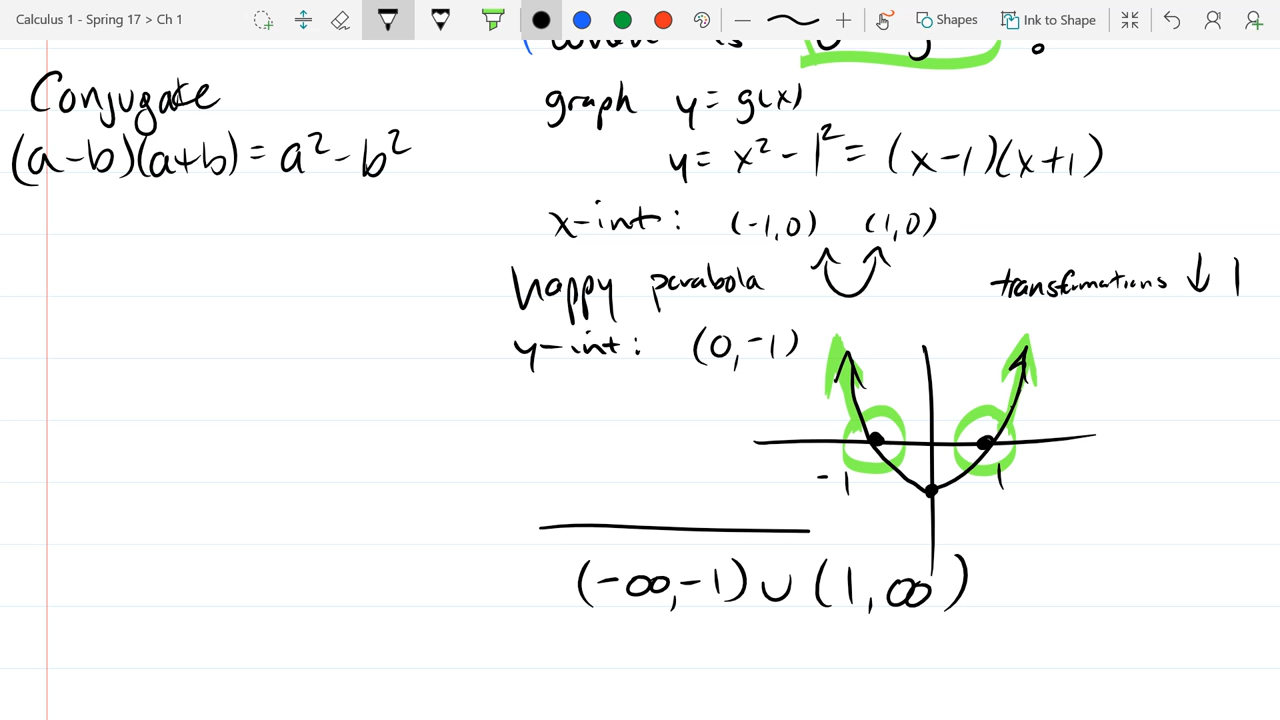 Calculus 1 - Spring 17 > Ch 1
Shapes
Ink to Shape
Conjugate
(a-b)(a+b) = a² - b²
graph y = g(x)
y = x² - 1² = (x-1)(x+1)
x-int: (-1,0) (1,0)
happy parabola
transformations ↓ 1
y-int: (0,-1)
-1
1
(-∞,-1) ∪ (1,∞)